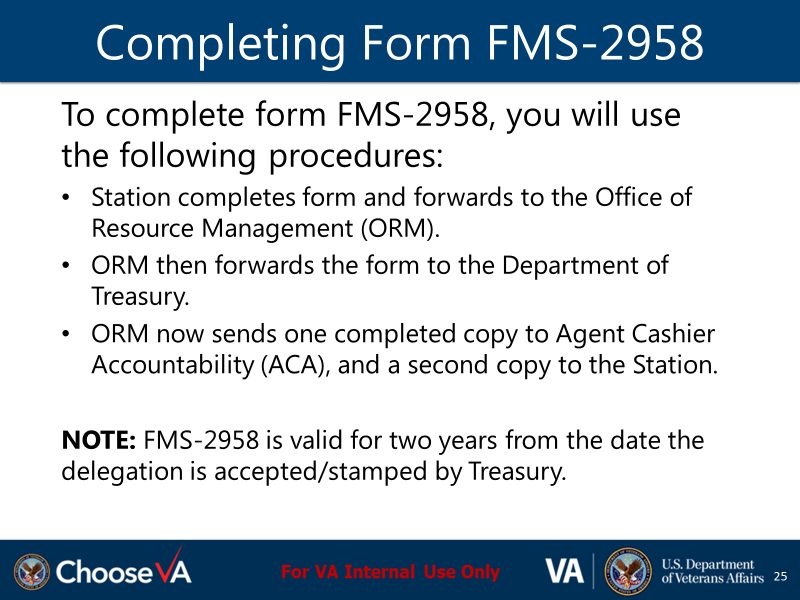 Completing Form FMS-2958
To complete form FMS-2958, you will use
the following procedures:
• Station completes form and forwards to the Office of
Resource Management (ORM).
• ORM then forwards the form to the Department of
Treasury.
• ORM now sends one completed copy to Agent Cashier
Accountability (ACA), and a second copy to the Station.
NOTE: FMS-2958 is valid for two years from the date the
delegation is accepted/stamped by Treasury.
Choose VA
For VA Internal Use Only
VA
U.S. Department
of Veterans Affairs
25